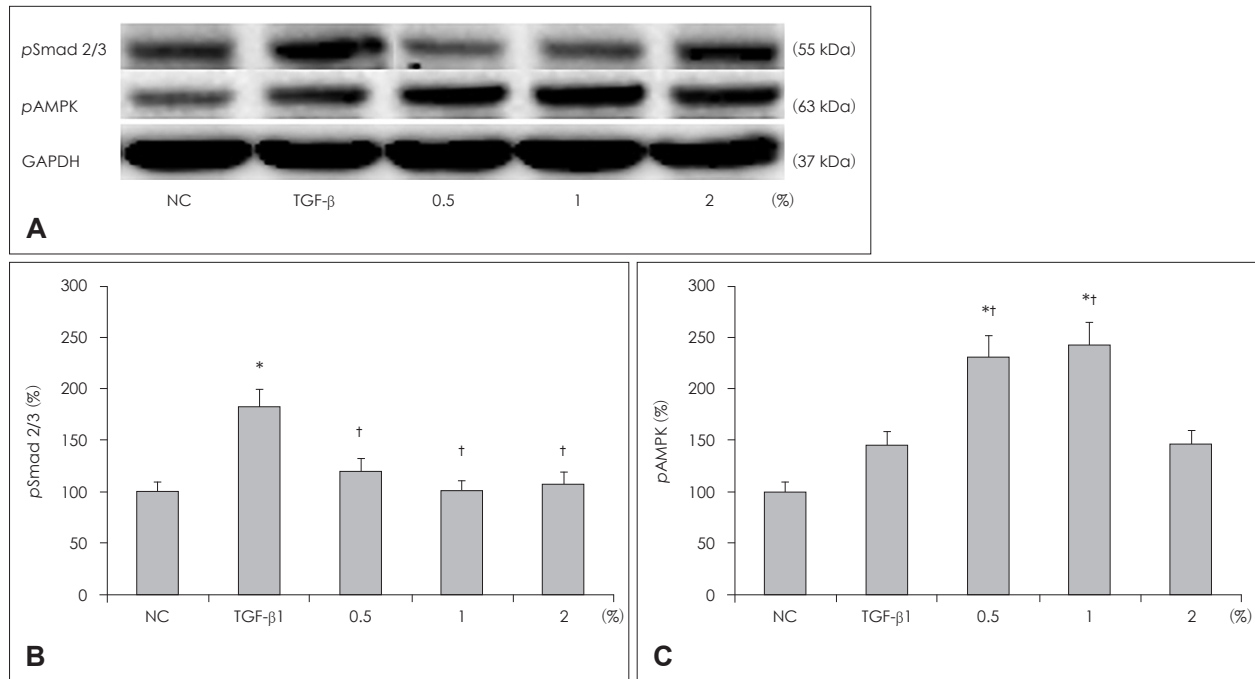 pSmad 2/3 (55 kDa)
pAMPK (63 kDa)
GAPDH (37 kDa)
NC TGF-β 0.5 1 2 (%)
A
300
250
200
150
100
50
0
pSmad 2/3 (%)
*
†
†
†
NC TGF-β1 0.5 1 2 (%)
B
300
250
200
150
100
50
0
pAMPK (%)
*†
*†
NC TGF-β1 0.5 1 2 (%)
C